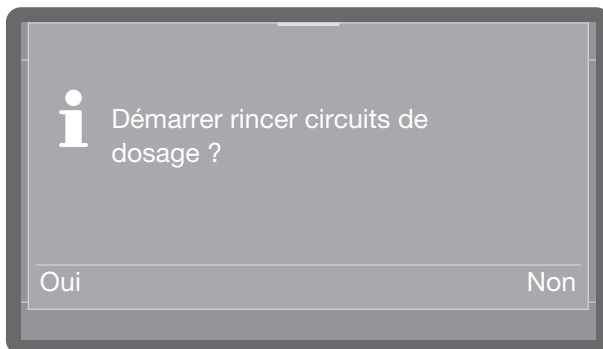 Démarrer rincer circuits de
dosage ?
Oui Non